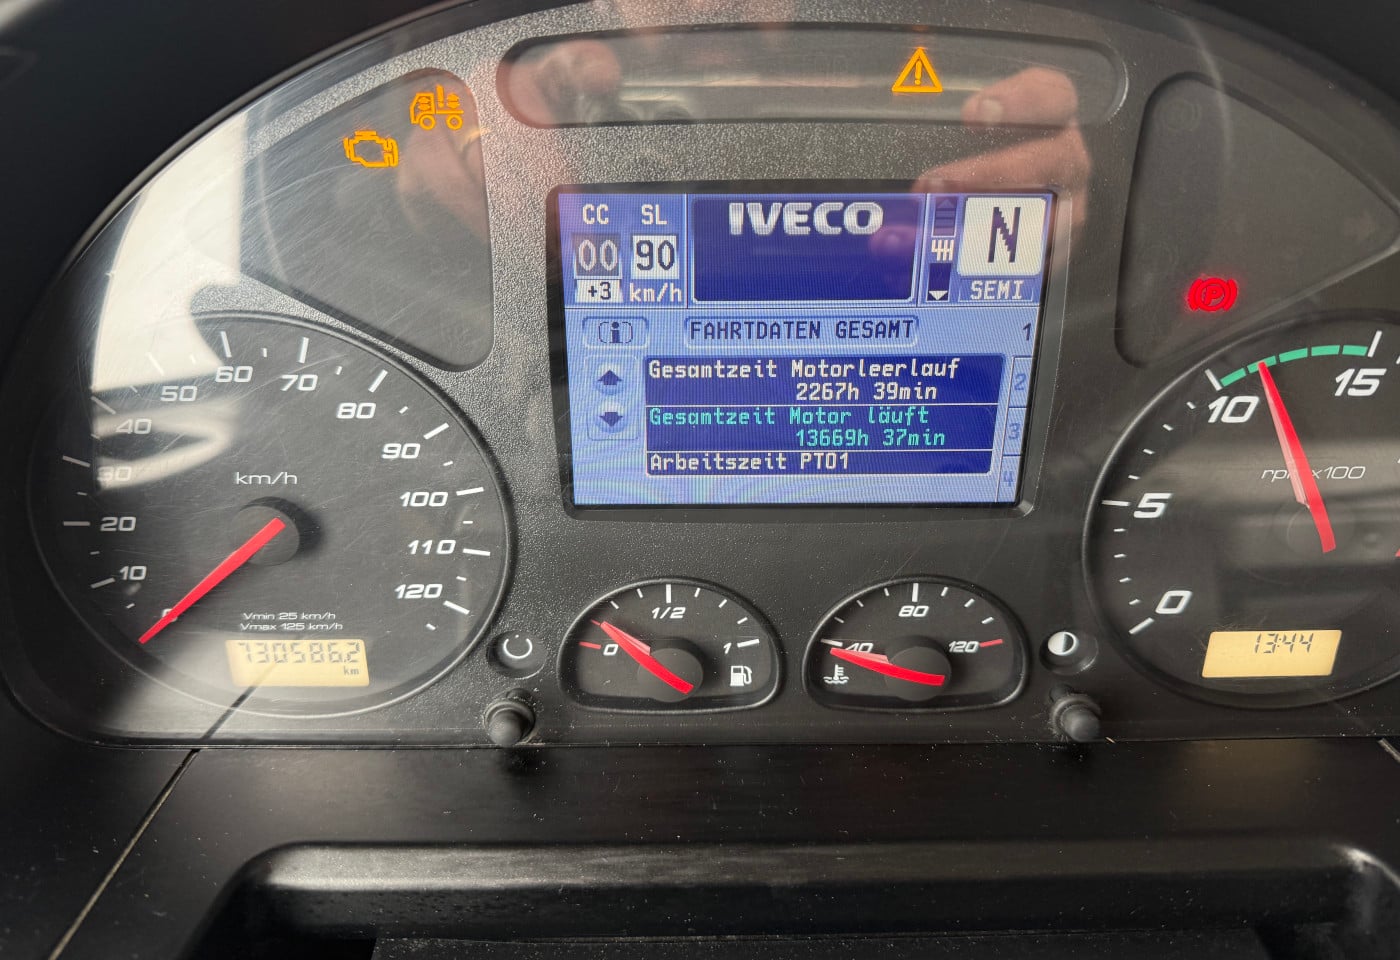 CC SL
00 90
+3 km/h
IVECO
4H
N
SEMI
FAHRTDATEN GESAMT
1
2
3
4
Gesamtzeit Motorleerlauf
2267h 39min
Gesamtzeit Motor läuft
13669h 37min
Arbeitszeit PTO1
0
10
20
30
40
50
60
70
80
90
100
110
120
km/h
Vmin 25 km/h
Vmax 125 km/h
730586.2
km
0
1/2
1
40
80
120
0
5
10
15
rpm x100
13:44
P